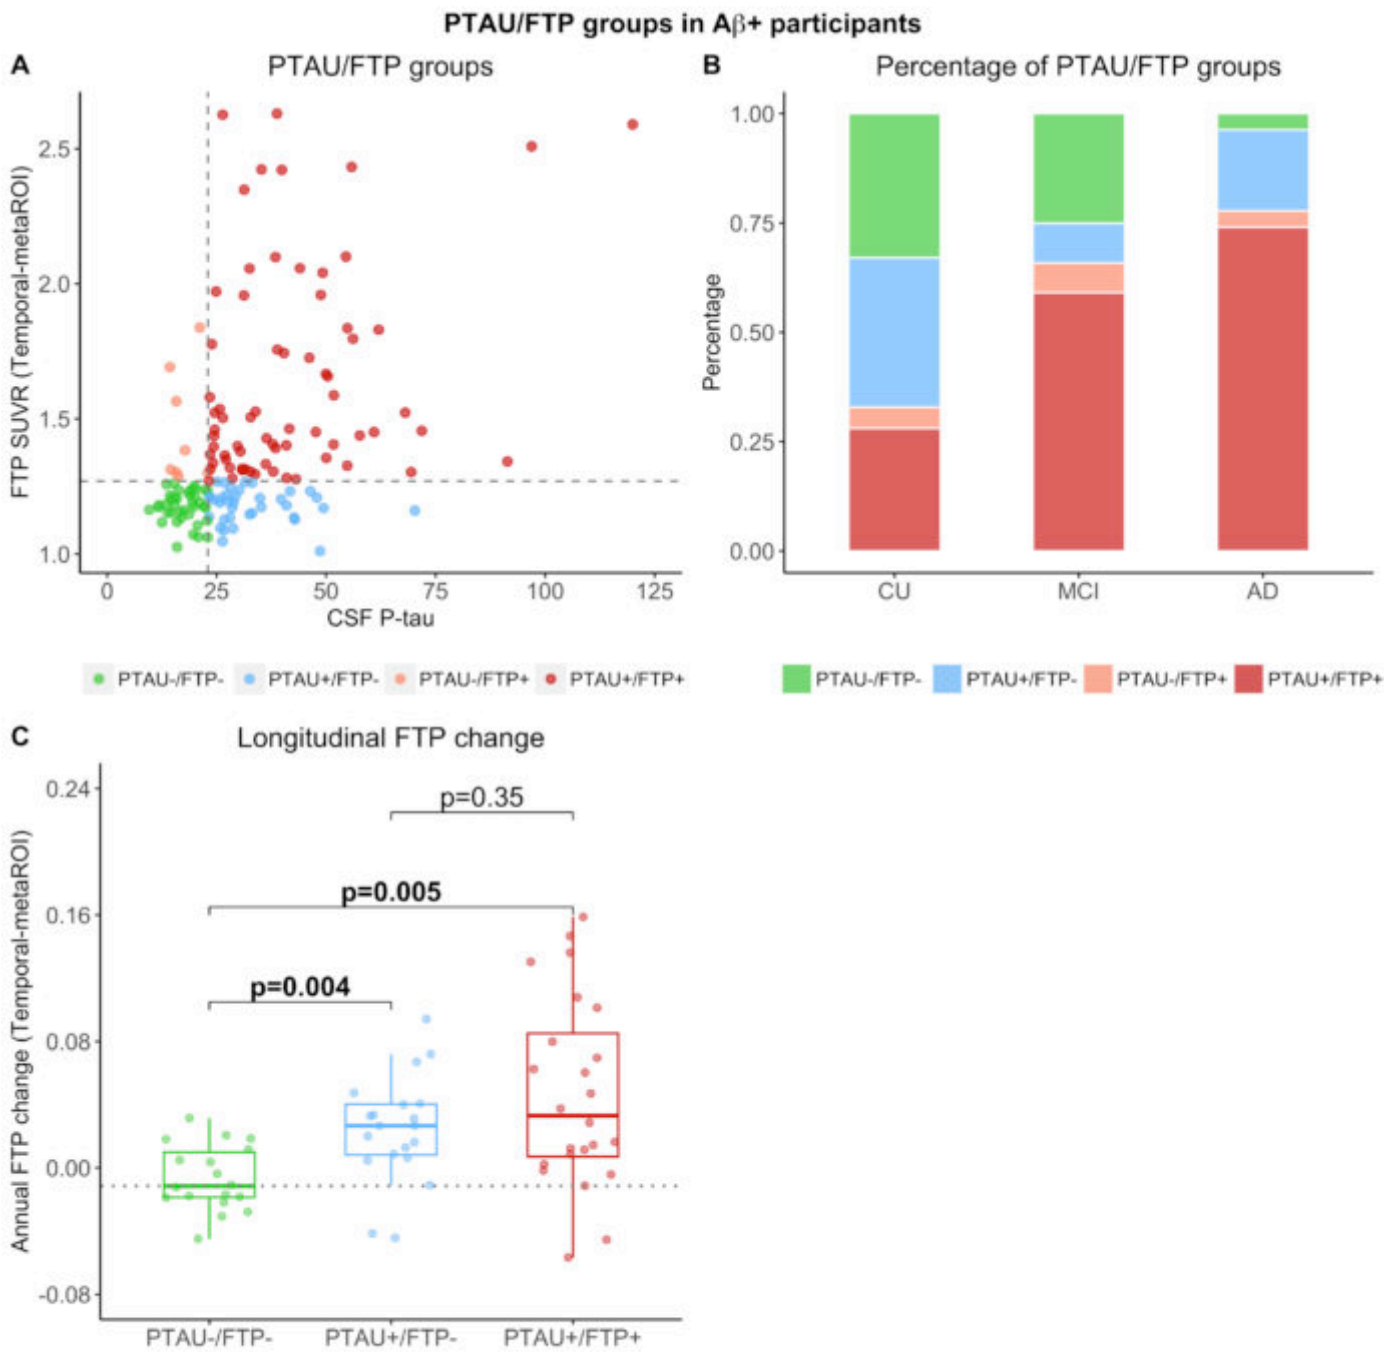 PTAU/FTP groups in Aβ+ participants
A
PTAU/FTP groups
FTP SUVR (Temporal-metaROI)
2.5
2.0
1.5
1.0
0 25 50 75 100 125
CSF P-tau
PTAU-/FTP- PTAU+/FTP- PTAU-/FTP+ PTAU+/FTP+
B
Percentage of PTAU/FTP groups
Percentage
1.00
0.75
0.50
0.25
0.00
CU MCI AD
PTAU-/FTP- PTAU+/FTP- PTAU-/FTP+ PTAU+/FTP+
C
Longitudinal FTP change
Annual FTP change (Temporal-metaROI)
0.24
0.16
0.08
0.00
-0.08
p=0.35
p=0.005
p=0.004
PTAU-/FTP- PTAU+/FTP- PTAU+/FTP+